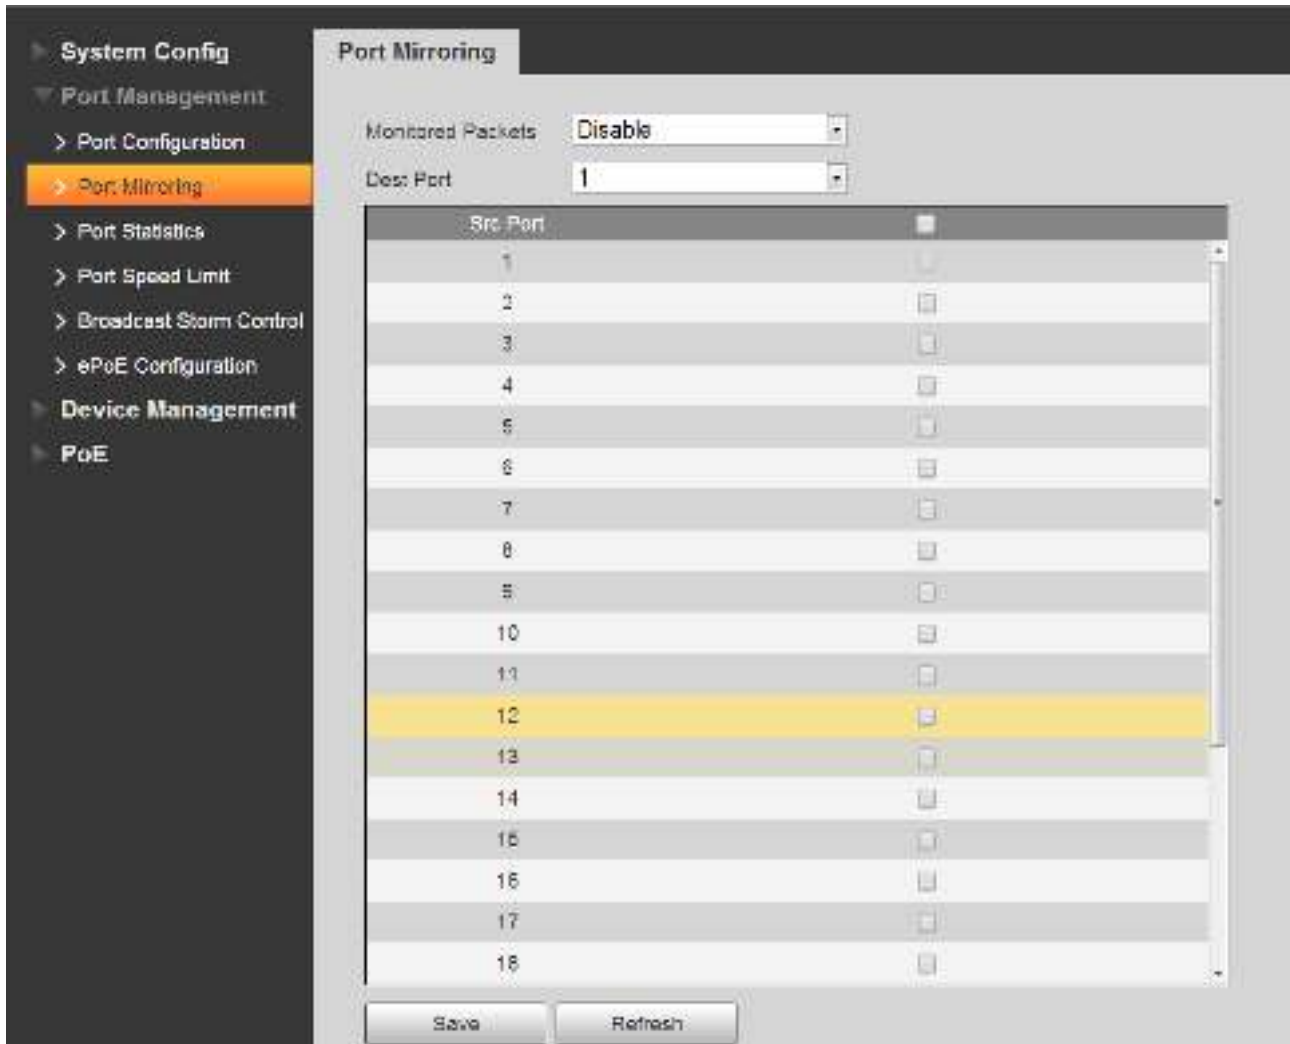 System Config
Port Management
Port Configuration
Port Mirroring
Port Statistics
Port Speed Limit
Broadcast Storm Control
ePoE Configuration
Device Management
PoE
Port Mirroring
Monitored Packets Disable
Dest Port 1
Src Port
1
2
3
4
5
6
7
8
9
10
11
12
13
14
15
16
17
18
Save Refresh